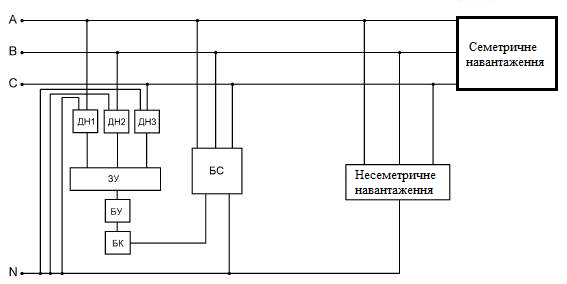 A
Семетричне
навантаження
B
C
ДН1 ДН2 ДН3
БС
Несеметричне
навантаження
ЗУ
БУ
БК
N